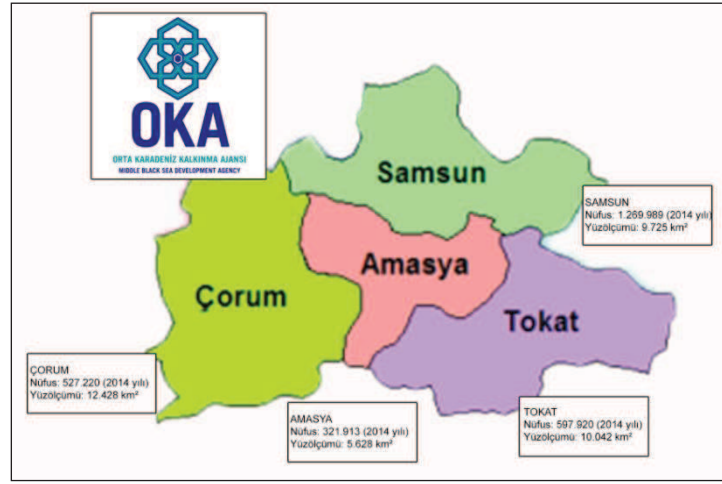 OKA
ORTA KARADENİZ KALKINMA AJANSI
MIDDLE BLACK SEA DEVELOPMENT AGENCY
Samsun
SAMSUN
Nüfus: 1.269.989 (2014 yılı)
Yüzölçümü: 9.725 km²
Amasya
Çorum
Tokat
ÇORUM
Nüfus: 527.220 (2014 yılı)
Yüzölçümü: 12.428 km²
AMASYA
Nüfus: 321.913 (2014 yılı)
Yüzölçümü: 5.628 km²
TOKAT
Nüfus: 597.920 (2014 yılı)
Yüzölçümü: 10.042 km²